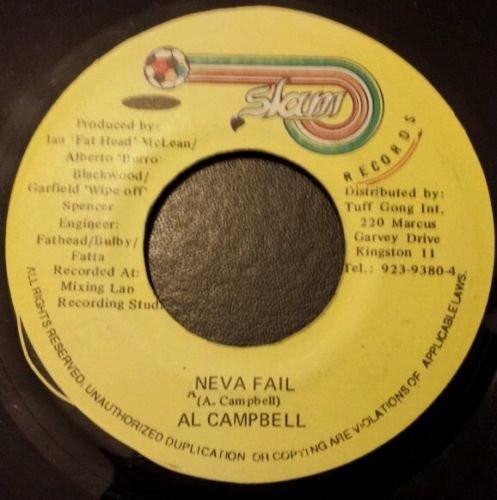 Slam
RECORDS
Produced by:
Ian "Fat Head" McLean/
Alberto "Burro"
Blackwood/
Garfield "Wipe off"
Spencer
Engineer:
Fathead/Bulby/
Fatta
Recorded At:
Mixing Lan
Recording Studi
Distributed by:
Tuff Gong Int.
220 Marcus
Garvey Drive
Kingston 11
Tel.: 923-9380-4
NEVA FAIL
(A. Campbell)
AL CAMPBELL
ALL RIGHTS RESERVED. UNAUTHORIZED DUPLICATION OR COPYING ARE VIOLATIONS OF APPLICABLE LAWS.